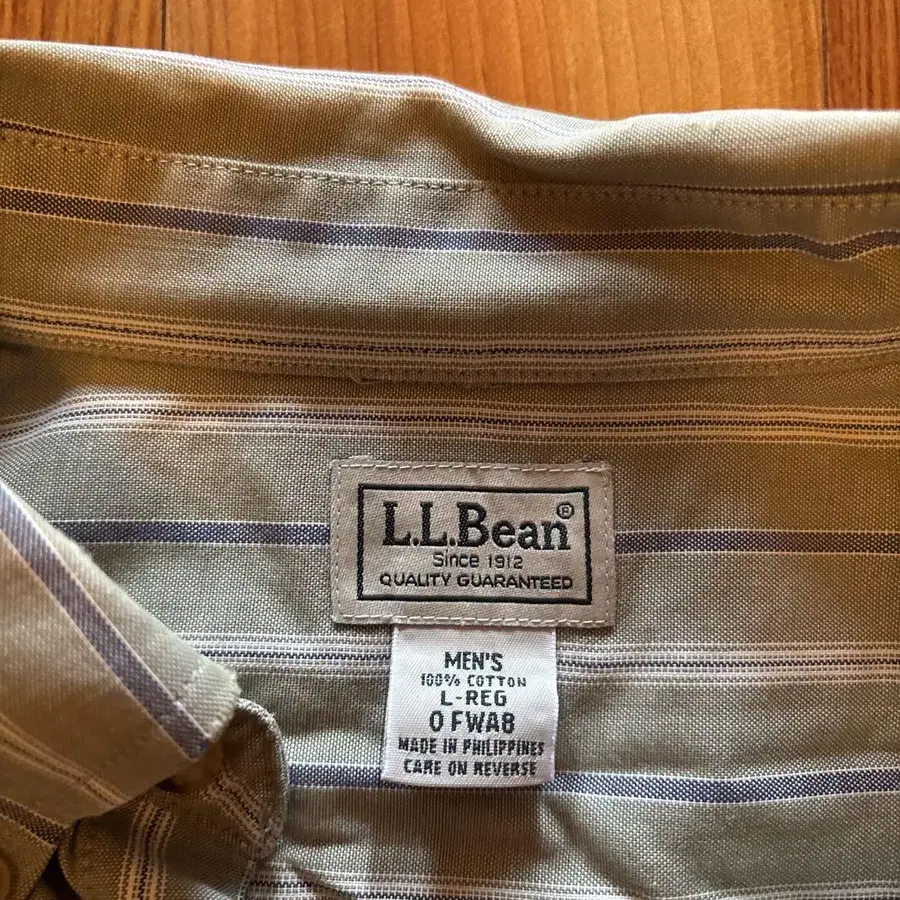 L.L.Bean®
Since 1912
QUALITY GUARANTEED
MEN'S
100% COTTON
L-REG
0 FWA8
MADE IN PHILIPPINES
CARE ON REVERSE